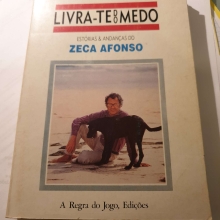 LIVRA-TE DO MEDO
ESTÓRIAS & ANDANÇAS DO
ZECA AFONSO
A Regra do Jogo, Edições